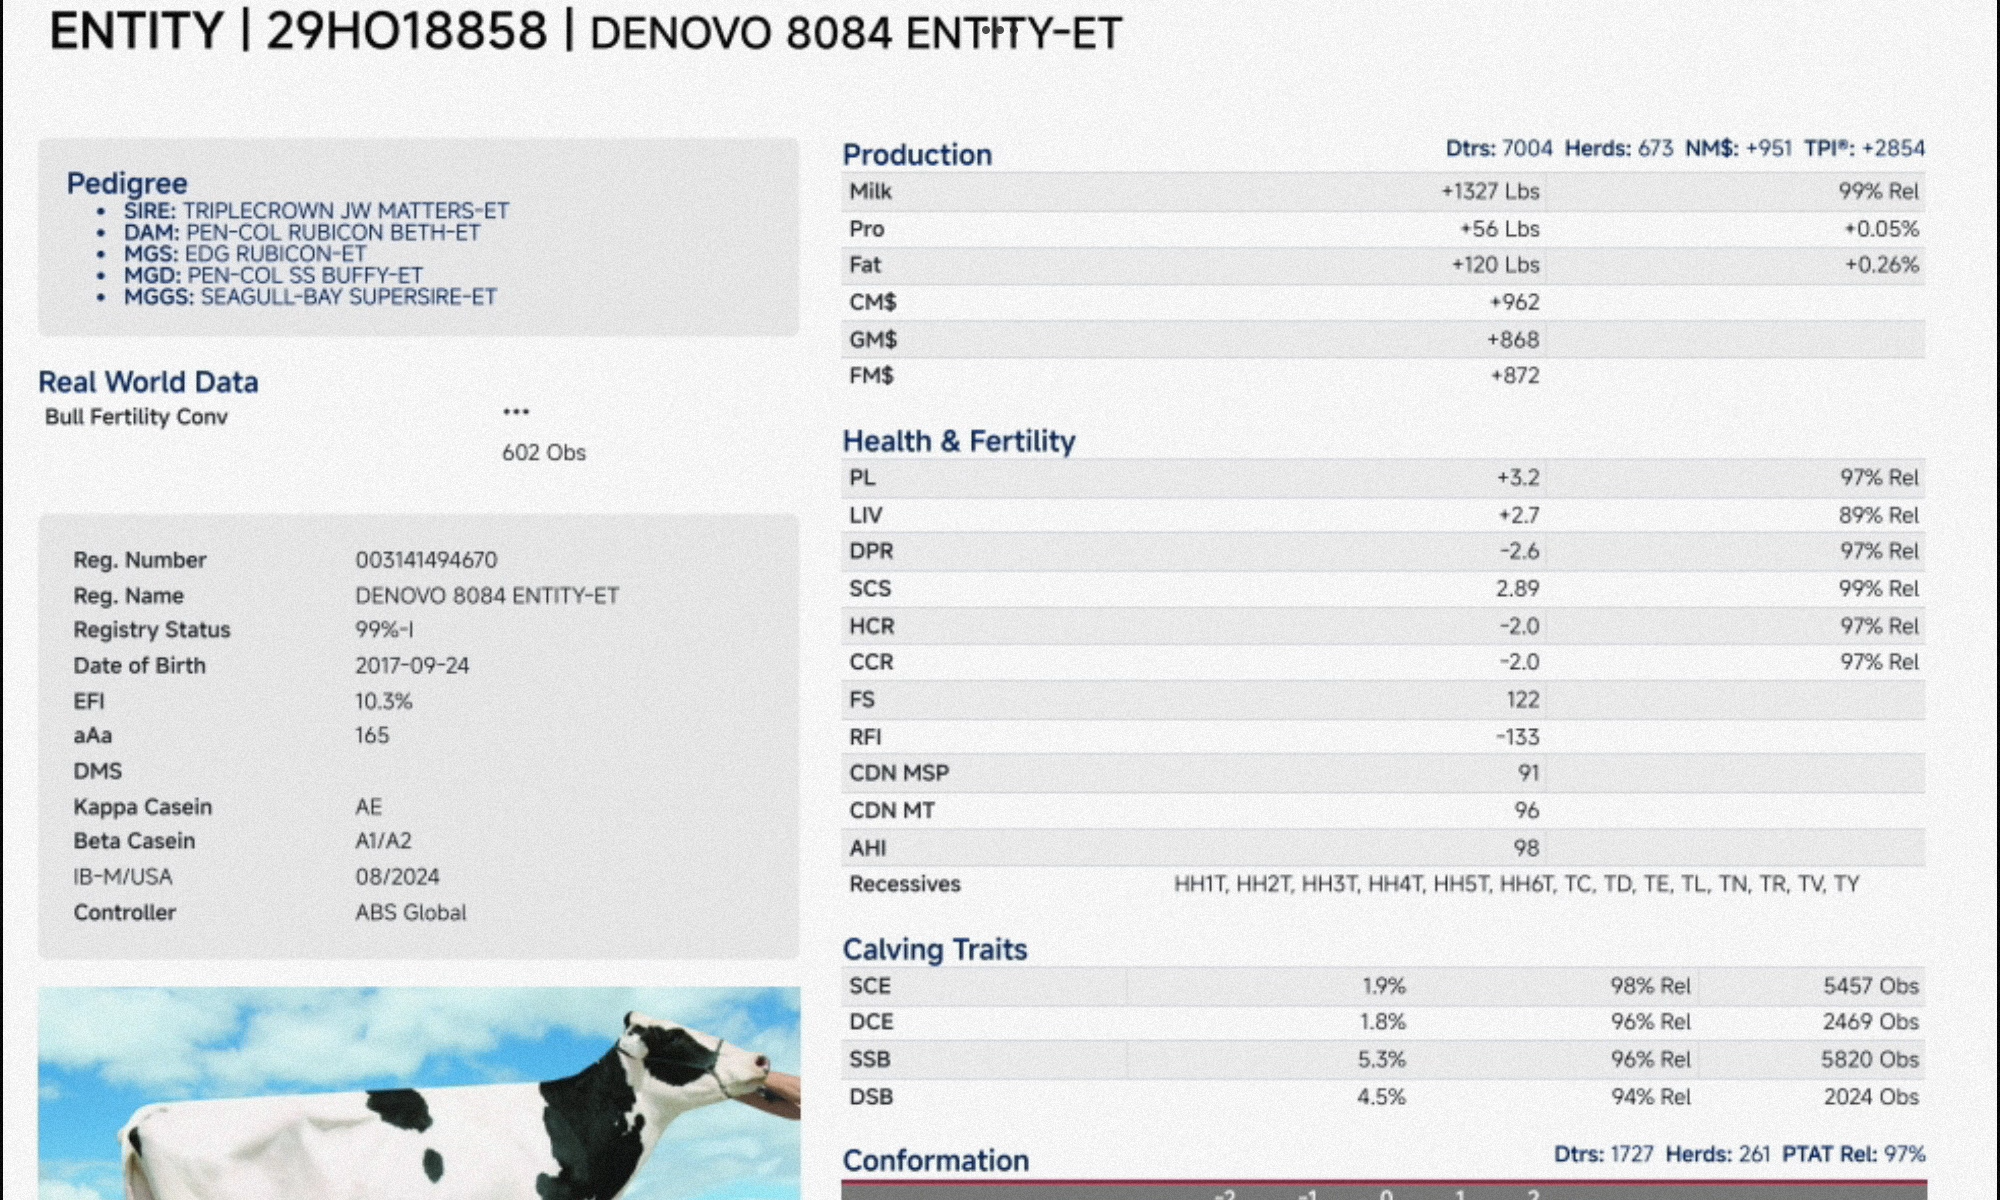 ENTITY | 29HO18858 | DENOVO 8084 ENTITY-ET
Pedigree
• SIRE: TRIPLECROWN JW MATTERS-ET
• DAM: PEN-COL RUBICON BETH-ET
• MGS: EDG RUBICON-ET
• MGD: PEN-COL SS BUFFY-ET
• MGGS: SEAGULL-BAY SUPERSIRE-ET
Real World Data
Bull Fertility Conv •••
602 Obs
Reg. Number 003141494670
Reg. Name DENOVO 8084 ENTITY-ET
Registry Status 99%-I
Date of Birth 2017-09-24
EFI 10.3%
aAa 165
DMS
Kappa Casein AE
Beta Casein A1/A2
IB-M/USA 08/2024
Controller ABS Global
Production Dtrs: 7004 Herds: 673 NM$: +951 TPI®: +2854
Milk +1327 Lbs 99% Rel
Pro +56 Lbs +0.05%
Fat +120 Lbs +0.26%
CM$ +962
GM$ +868
FM$ +872
Health & Fertility
PL +3.2 97% Rel
LIV +2.7 89% Rel
DPR -2.6 97% Rel
SCS 2.89 99% Rel
HCR -2.0 97% Rel
CCR -2.0 97% Rel
FS 122
RFI -133
CDN MSP 91
CDN MT 96
AHI 98
Recessives HH1T, HH2T, HH3T, HH4T, HH5T, HH6T, TC, TD, TE, TL, TN, TR, TV, TY
Calving Traits
SCE 1.9% 98% Rel 5457 Obs
DCE 1.8% 96% Rel 2469 Obs
SSB 5.3% 96% Rel 5820 Obs
DSB 4.5% 94% Rel 2024 Obs
Conformation Dtrs: 1727 Herds: 261 PTAT Rel: 97%
-2 -1 0 1 2